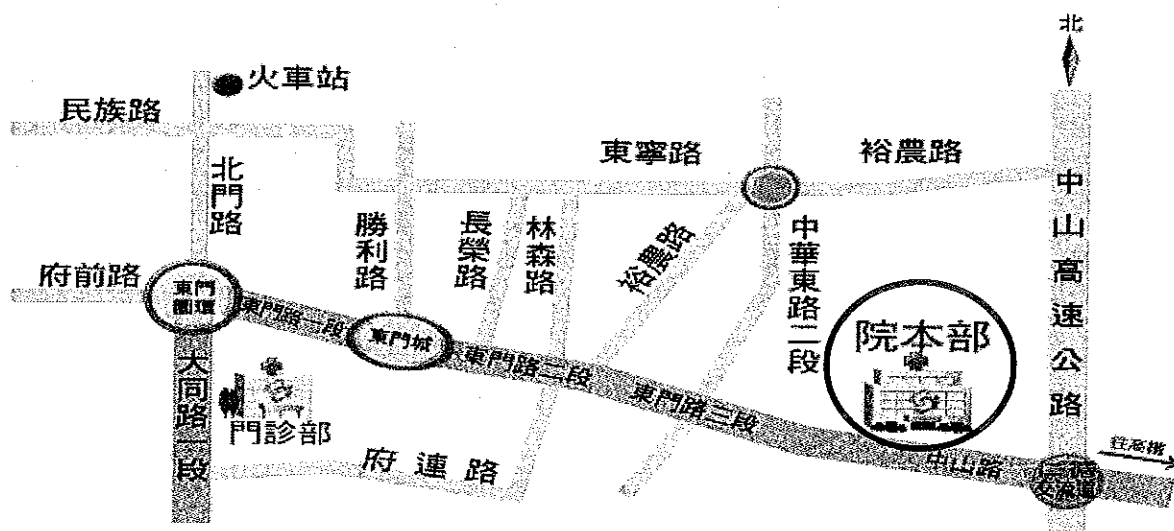 北
火車站
民族路
東寧路
裕農路
北門路
勝利路
長榮路
林森路
裕農路
中華東路二段
中山高速公路
府前路
東門圓環
東門路一段
東門城
東門路二段
東門路三段
院本部
大同路一段
門診部
府連路
中山路
往高雄